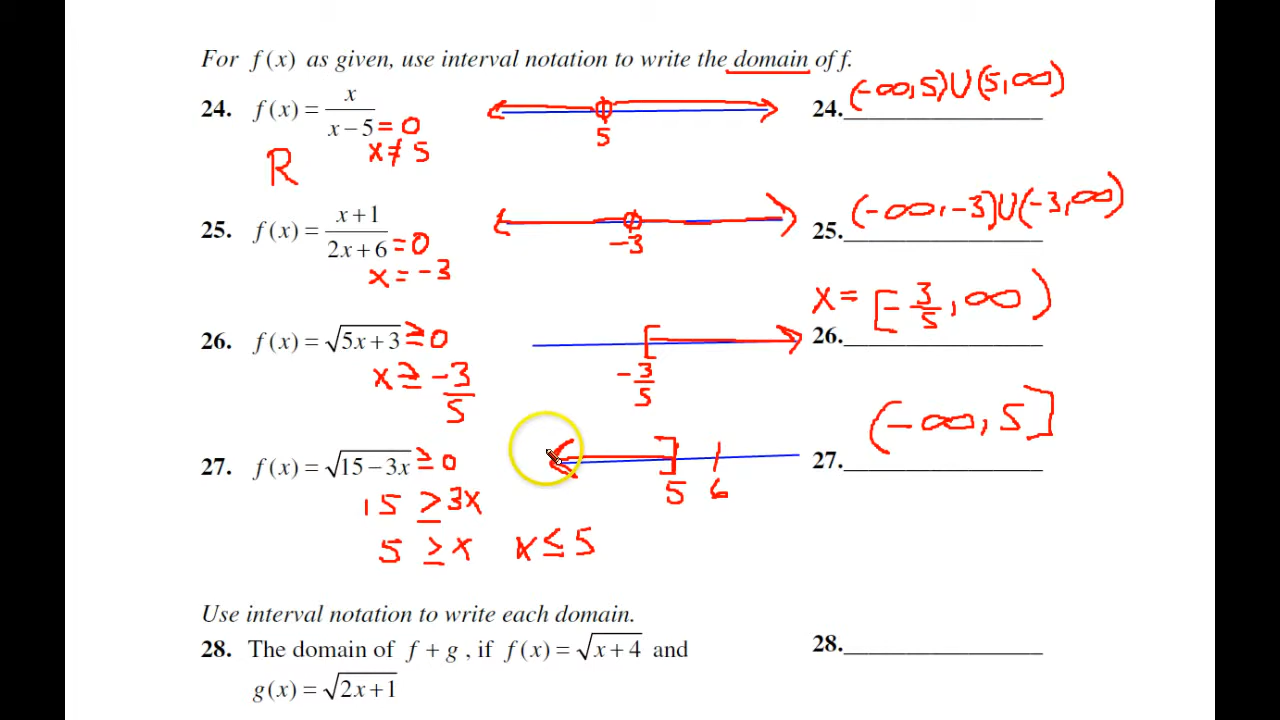 For f(x) as given, use interval notation to write the domain of f.
24. f(x) = x/(x−5) = 0
x ≠ 5
R
5
24. (-∞, 5) U (5, ∞)
25. f(x) = (x+1)/(2x+6) = 0
x = -3
-3
25. (-∞, -3] U (-3, ∞)
26. f(x) = √(5x+3) ≥ 0
x ≥ -3/5
-3/5
26. x = [-3/5, ∞)
27. f(x) = √(15−3x) ≥ 0
15 ≥ 3x
5 ≥ x x ≤ 5
5 6
27. (-∞, 5]
Use interval notation to write each domain.
28. The domain of f + g , if f(x) = √(x+4) and
g(x) = √(2x+1)
28.